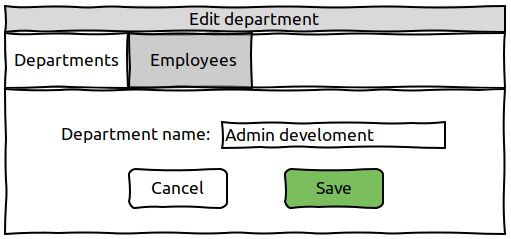 Edit department
Departments Employees
Department name: Admin develoment
Cancel Save